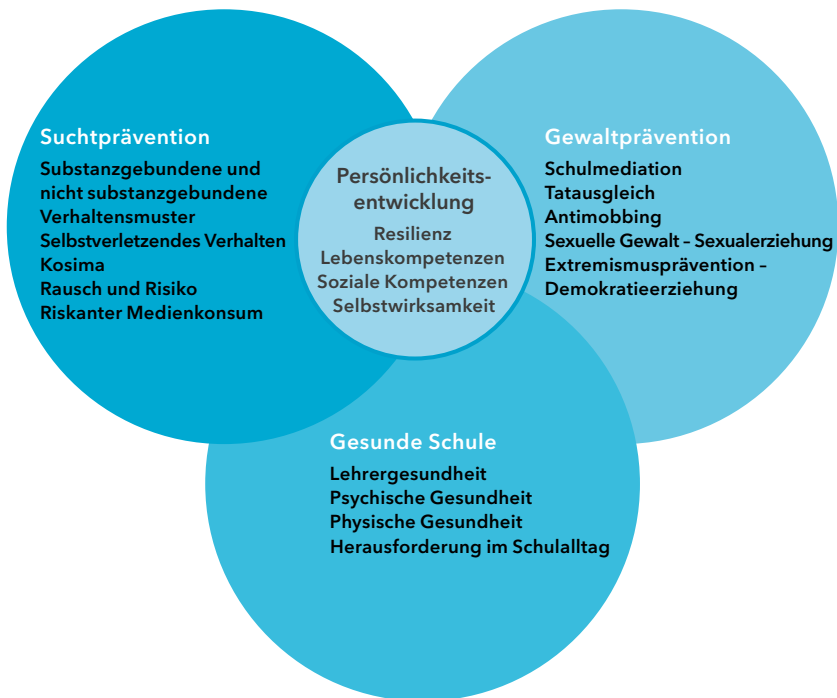 Suchtprävention
Substanzgebundene und
nicht substanzgebundene
Verhaltensmuster
Selbstverletzendes Verhalten
Kosima
Rausch und Risiko
Riskanter Medienkonsum
Persönlichkeits-
entwicklung
Resilienz
Lebenskompetenzen
Soziale Kompetenzen
Selbstwirksamkeit
Gewaltprävention
Schulmediation
Tatausgleich
Antimobbing
Sexuelle Gewalt – Sexualerziehung
Extremismusprävention –
Demokratieerziehung
Gesunde Schule
Lehrergesundheit
Psychische Gesundheit
Physische Gesundheit
Herausforderung im Schulalltag